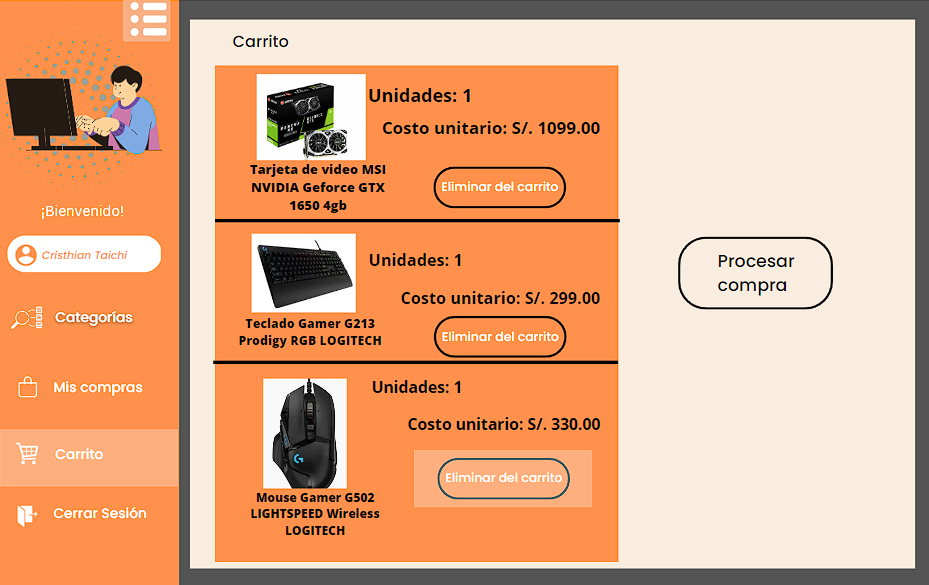 ¡Bienvenido!
Cristhian Taichi
Categorías
Mis compras
Carrito
Cerrar Sesión
Carrito
Unidades: 1
Costo unitario: S/. 1099.00
Tarjeta de video MSI
NVIDIA Geforce GTX
1650 4gb
Eliminar del carrito
Unidades: 1
Costo unitario: S/. 299.00
Teclado Gamer G213
Prodigy RGB LOGITECH
Eliminar del carrito
Unidades: 1
Costo unitario: S/. 330.00
Mouse Gamer G502
LIGHTSPEED Wireless
LOGITECH
Eliminar del carrito
Procesar
compra